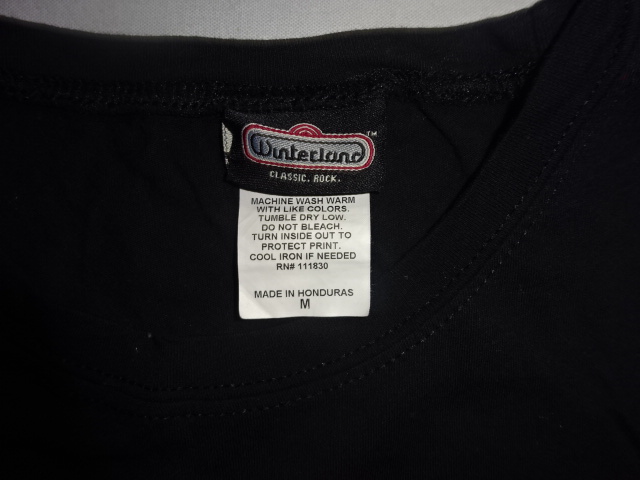 Winterland™
CLASSIC. ROCK.
MACHINE WASH WARM
WITH LIKE COLORS.
TUMBLE DRY LOW.
DO NOT BLEACH.
TURN INSIDE OUT TO
PROTECT PRINT.
COOL IRON IF NEEDED
RN# 111830
MADE IN HONDURAS
M